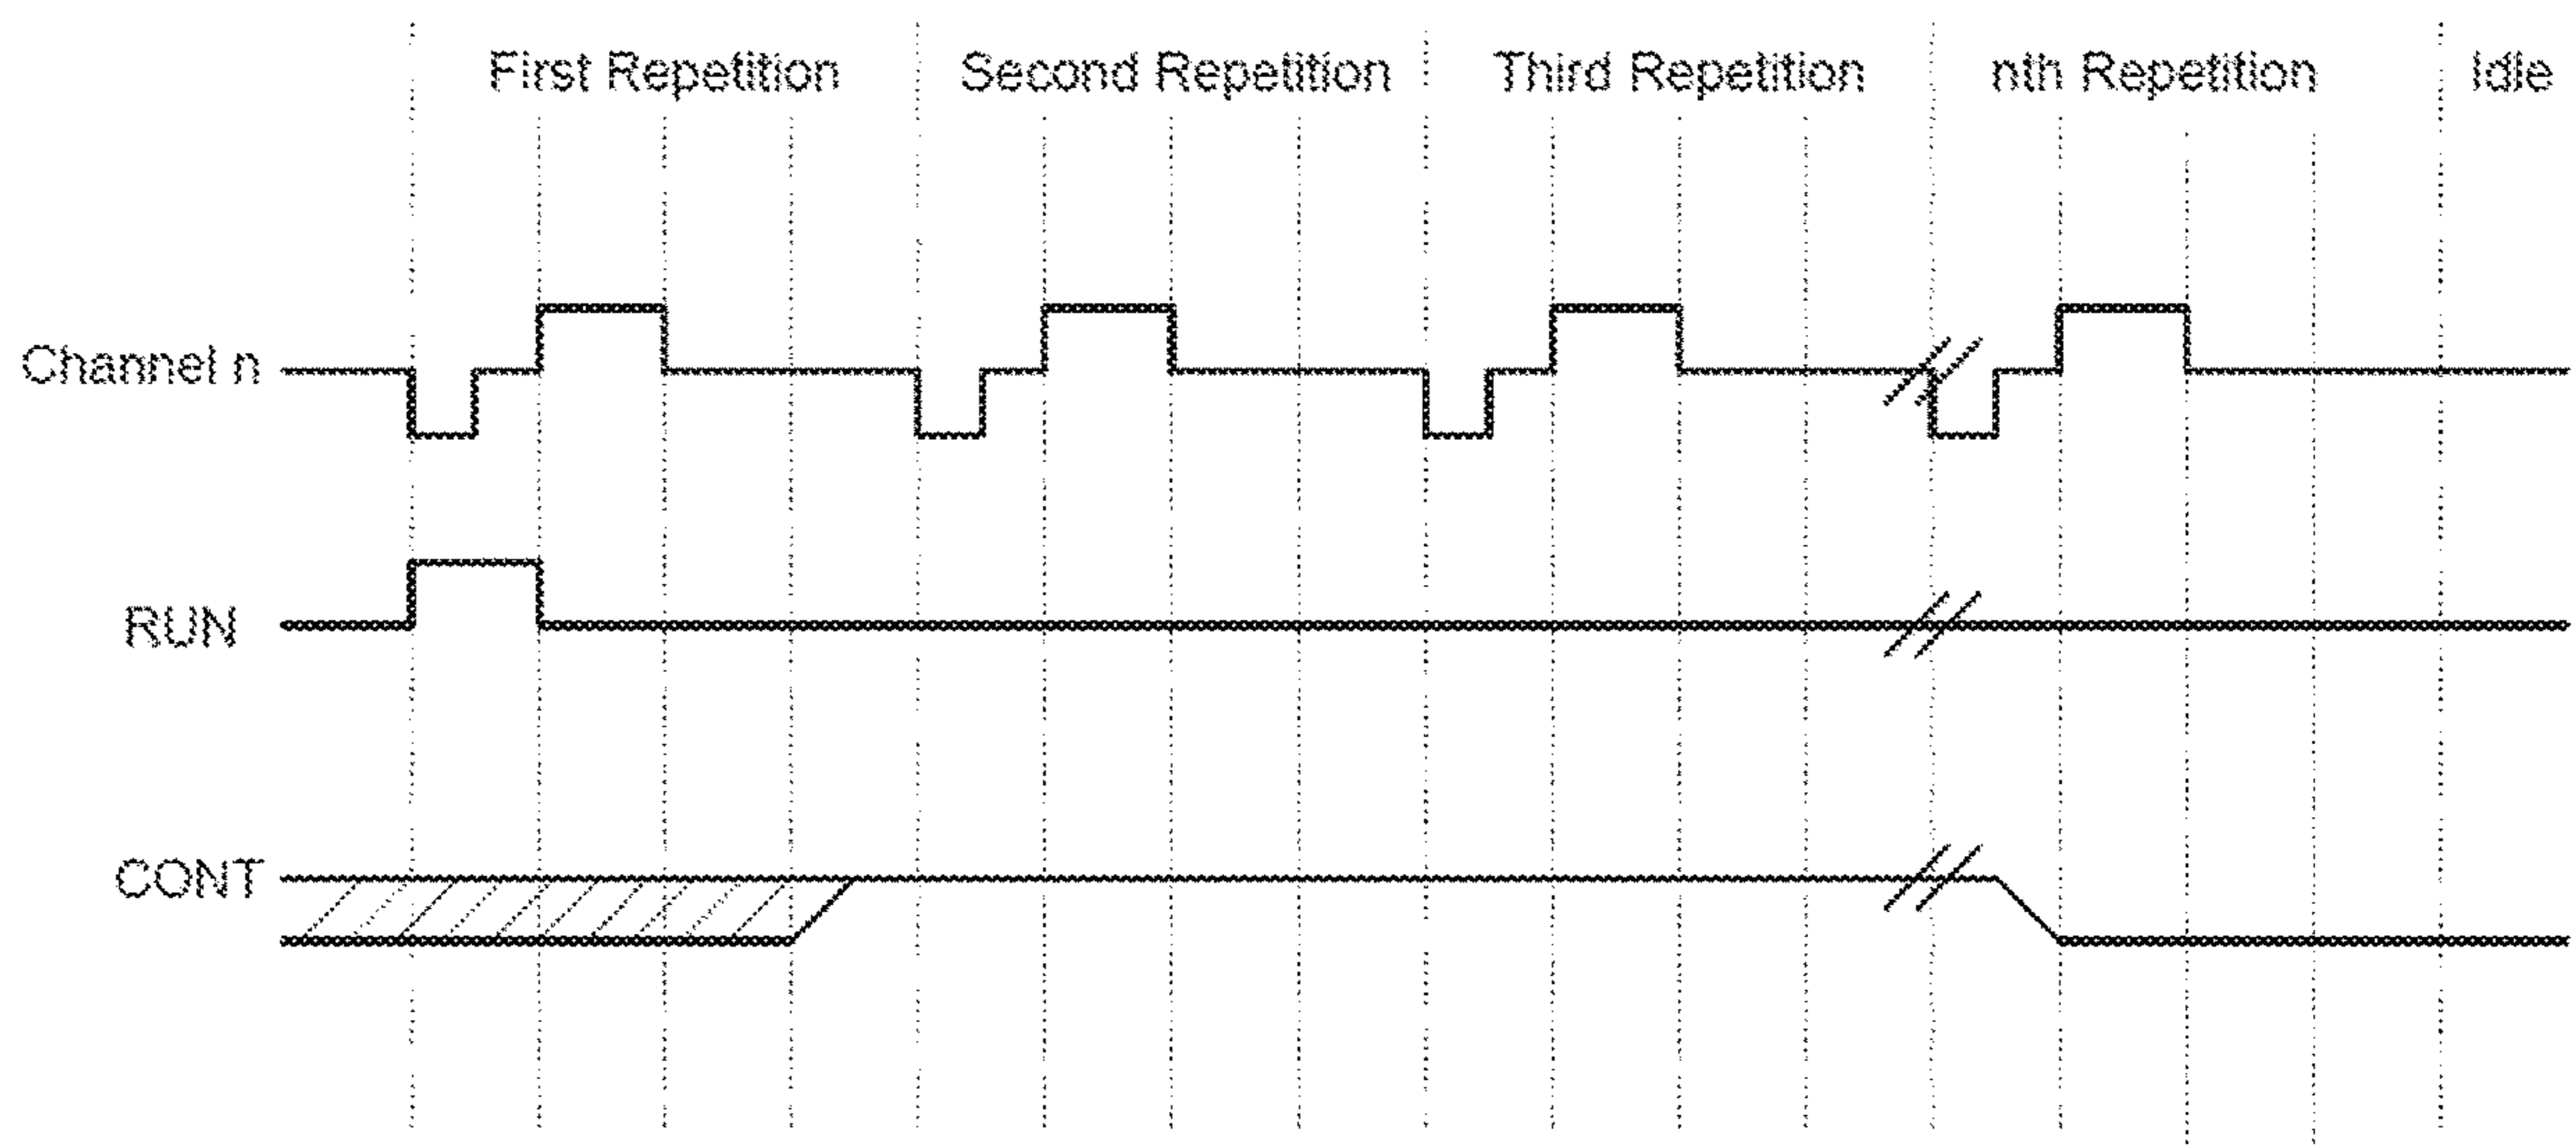 First Repetition
Second Repetition
Third Repetition
nth Repetition
Idle
Channel n
RUN
CONT